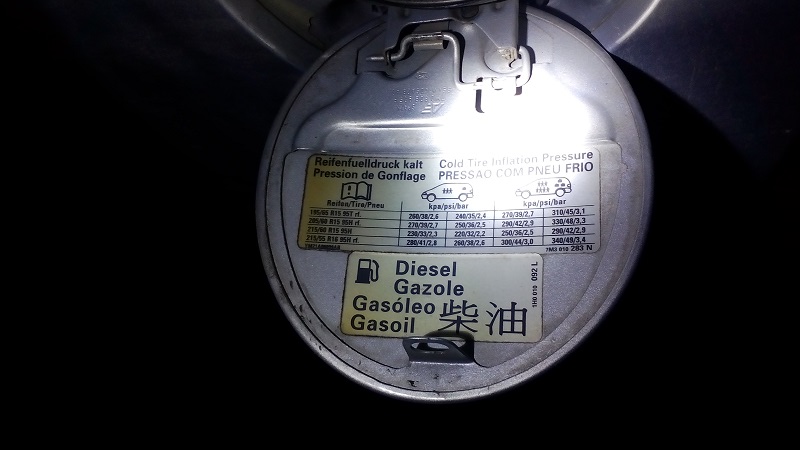 Reifenfuelldruck kalt Cold Tire Inflation Pressure
Pression de Gonflage PRESSAO COM PNEU FRIO
Reifen/Tire/Pneu kpa/psi/bar kpa/psi/bar
195/65 R15 95T rf. 260/38/2,6 240/35/2,4 270/39/2,7 310/45/3,1
205/60 R15 95H rf. 270/39/2,7 250/36/2,5 290/42/2,9 330/48/3,3
215/60 R15 95H 230/33/2,3 220/32/2,2 250/36/2,5 290/42/2,9
215/55 R16 95H rf. 280/41/2,8 260/38/2,6 300/44/3,0 340/49/3,4
7M3 010 283 N
Diesel
Gazole
Gasóleo
Gasoil
柴油
1H0 010 092 L